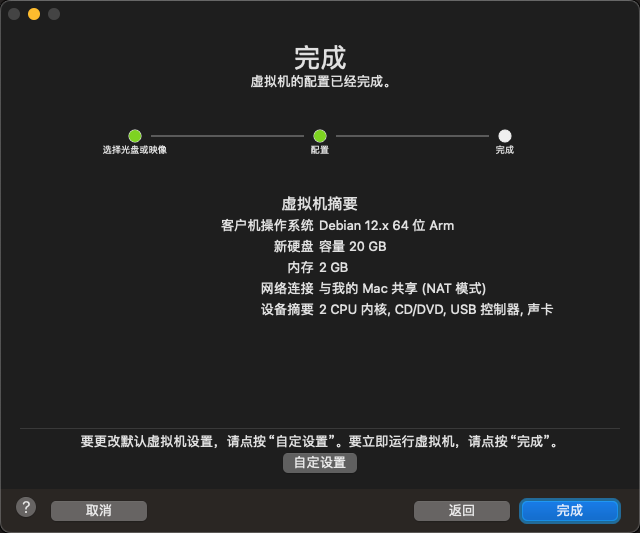 完成
虚拟机的配置已经完成。
选择光盘或映像
配置
完成
虚拟机摘要
客户机操作系统 Debian 12.x 64 位 Arm
新硬盘 容量 20 GB
内存 2 GB
网络连接 与我的 Mac 共享 (NAT 模式)
设备摘要 2 CPU 内核, CD/DVD, USB 控制器, 声卡
要更改默认虚拟机设置，请点按“自定设置”。要立即运行虚拟机，请点按“完成”。
自定设置
?
取消
返回
完成